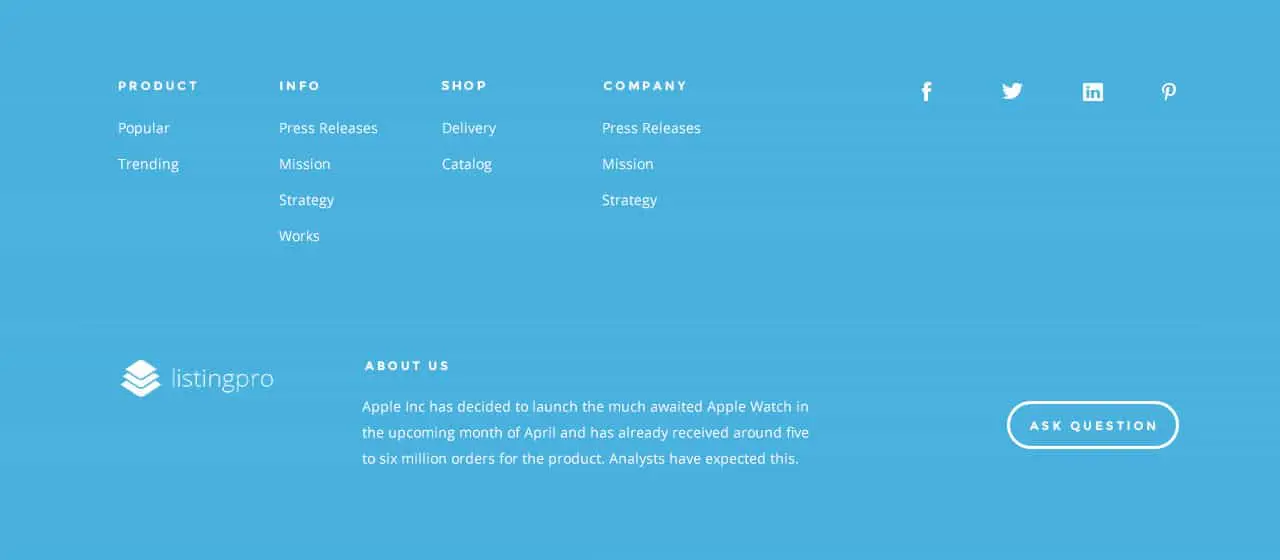 PRODUCT
Popular
Trending
INFO
Press Releases
Mission
Strategy
Works
SHOP
Delivery
Catalog
COMPANY
Press Releases
Mission
Strategy
listingpro
ABOUT US
Apple Inc has decided to launch the much awaited Apple Watch in
the upcoming month of April and has already received around five
to six million orders for the product. Analysts have expected this.
ASK QUESTION